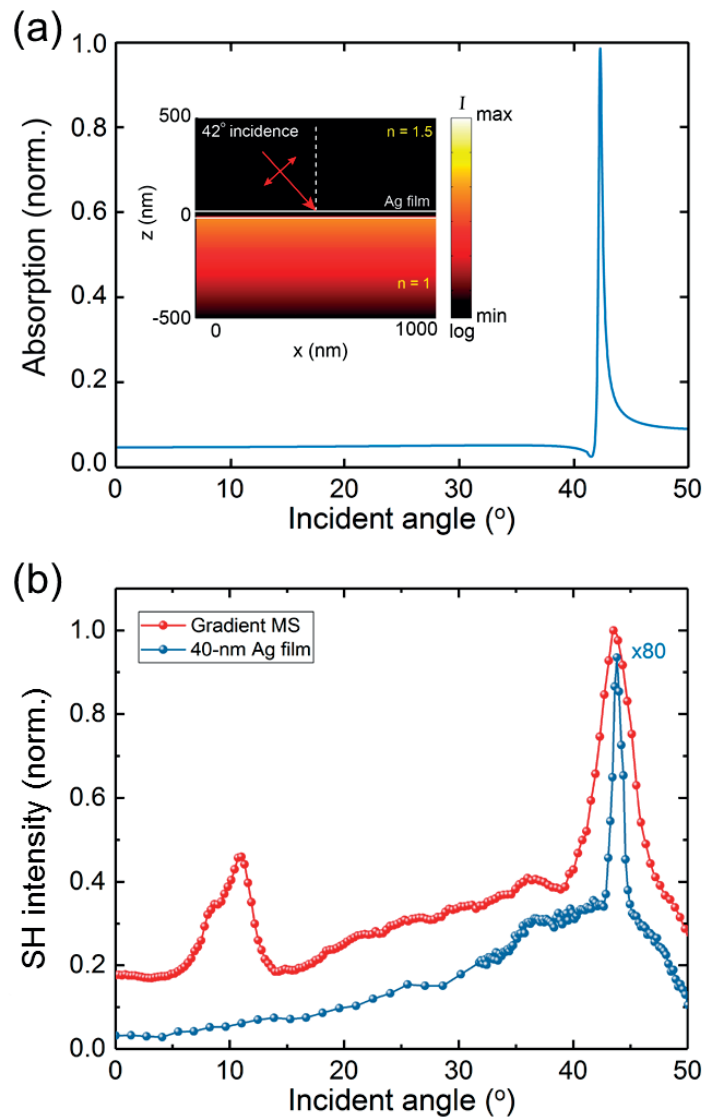 (a)
Absorption (norm.)
1.0
0.8
0.6
0.4
0.2
0.0
0 10 20 30 40 50
Incident angle (o)
z (nm)
500
0
-500
42° incidence
n = 1.5
Ag film
n = 1
0 1000
x (nm)
I
max
min
log
(b)
SH intensity (norm.)
1.0
0.8
0.6
0.4
0.2
0.0
Gradient MS
40-nm Ag film
x80
0 10 20 30 40 50
Incident angle (o)